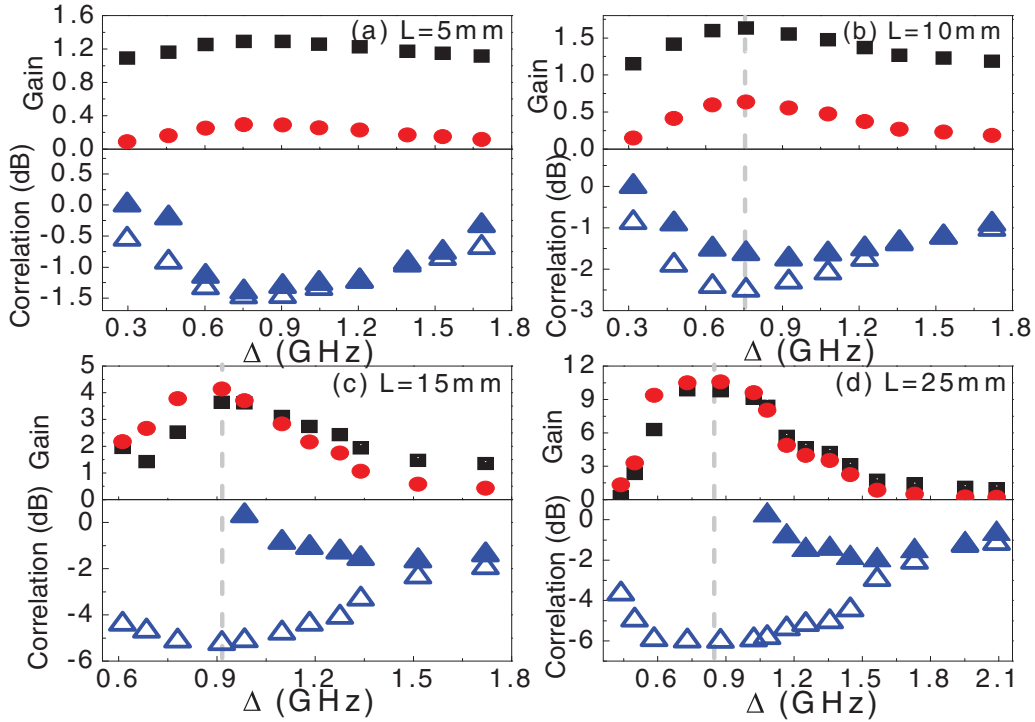 (a) L=5mm
Gain
1.8
1.2
0.6
0.0
Correlation (dB)
0.5
0.0
-0.5
-1.0
-1.5
0.3 0.6 0.9 1.2 1.5 1.8
Δ (GHz)
(b) L=10mm
Gain
1.5
1.0
0.5
0.0
Correlation (dB)
0
-1
-2
-3
0.3 0.6 0.9 1.2 1.5 1.8
Δ (GHz)
(c) L=15mm
Gain
5
4
3
2
1
0
Correlation (dB)
0
-2
-4
-6
0.6 0.9 1.2 1.5 1.8
Δ (GHz)
(d) L=25mm
Gain
12
9
6
3
0
Correlation (dB)
0
-2
-4
-6
0.6 0.9 1.2 1.5 1.8 2.1
Δ (GHz)